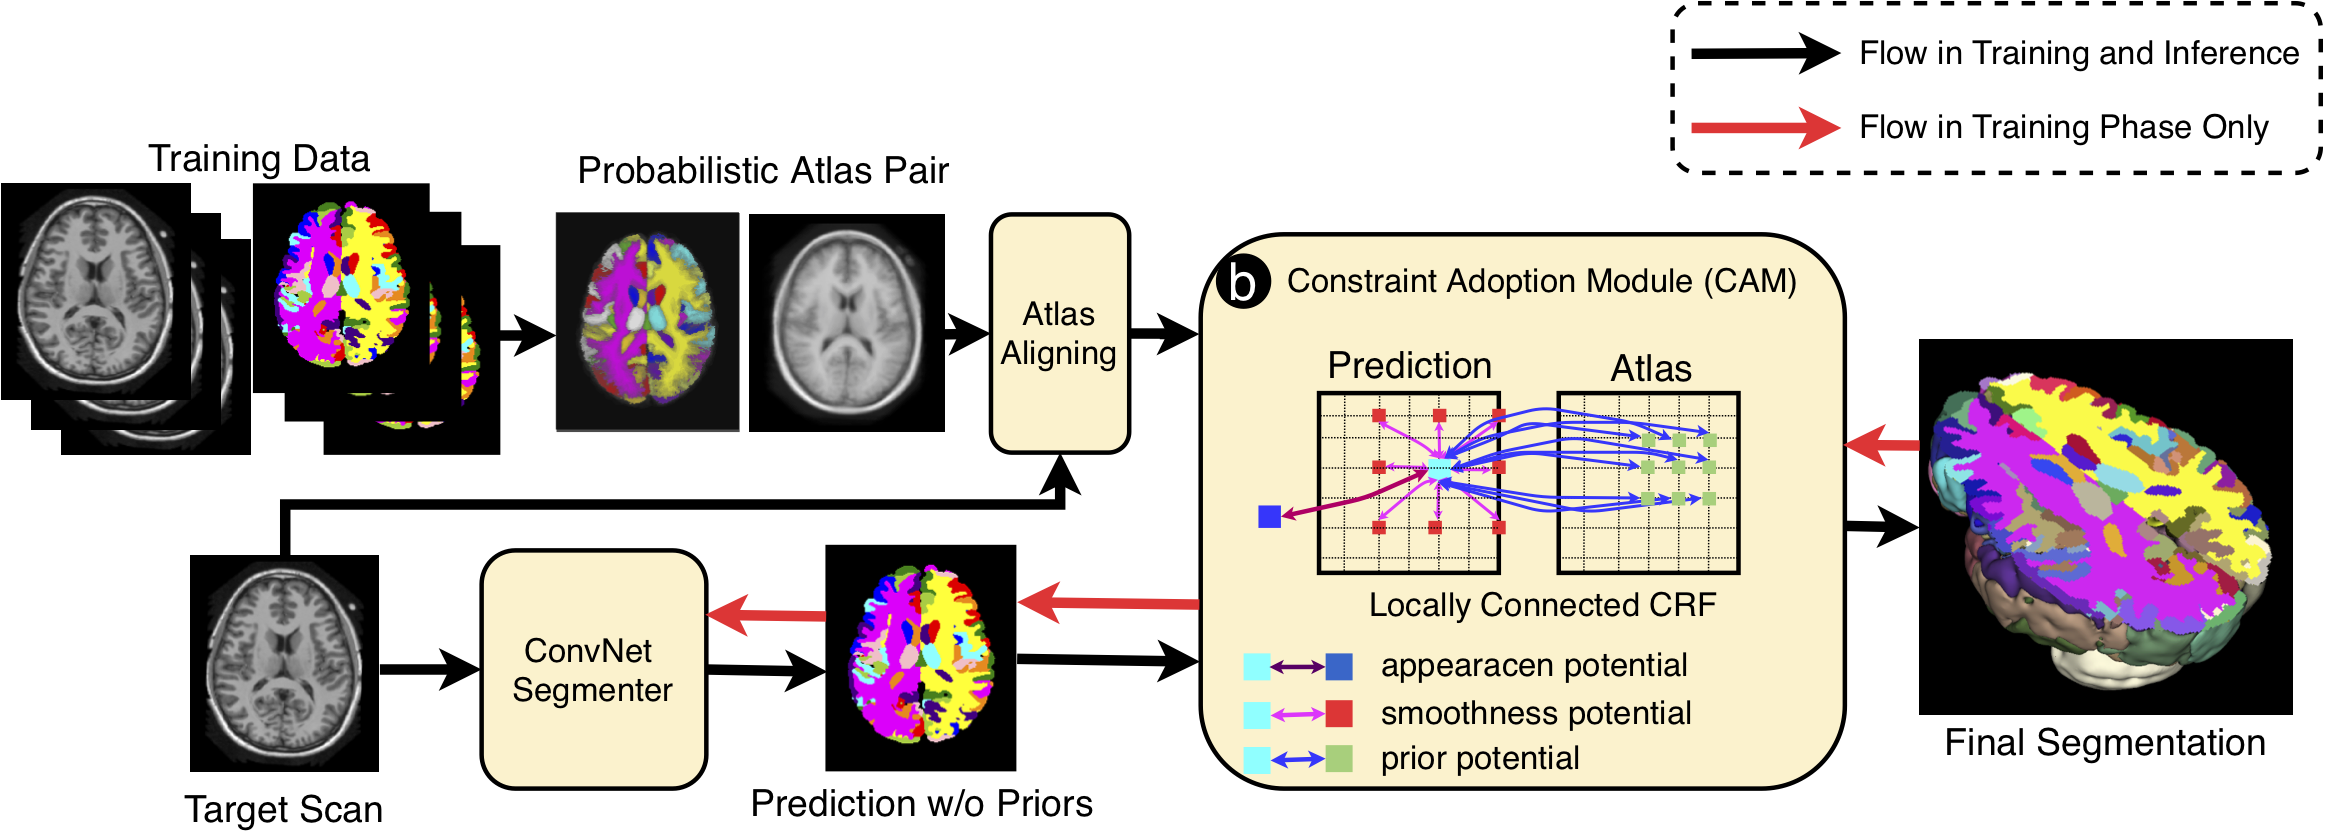 Flow in Training and Inference
Flow in Training Phase Only
Training Data
Probabilistic Atlas Pair
Atlas
Aligning
b
Constraint Adoption Module (CAM)
Prediction
Atlas
Locally Connected CRF
appearacen potential
smoothness potential
prior potential
ConvNet
Segmenter
Target Scan
Prediction w/o Priors
Final Segmentation